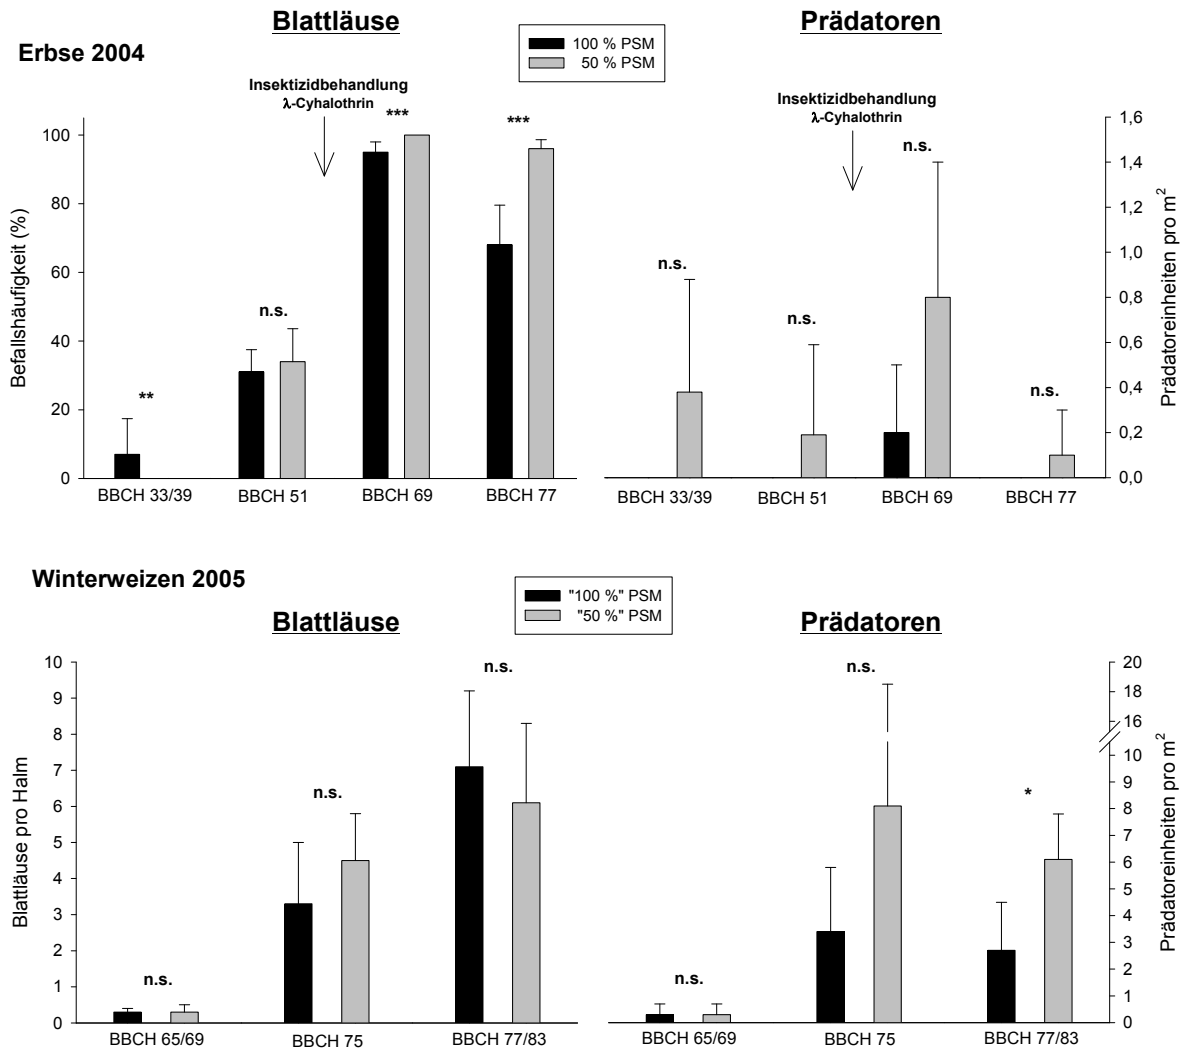 Blattläuse
Prädatoren
Erbse 2004
100 % PSM
50 % PSM
Insektizidbehandlung
λ-Cyhalothrin
Insektizidbehandlung
λ-Cyhalothrin
Befallshäufigkeit (%)
100
80
60
40
20
0
**
n.s.
***
***
BBCH 33/39
BBCH 51
BBCH 69
BBCH 77
n.s.
n.s.
n.s.
n.s.
BBCH 33/39
BBCH 51
BBCH 69
BBCH 77
1,6
1,4
1,2
1,0
0,8
0,6
0,4
0,2
0,0
Prädatoreinheiten pro m²
Winterweizen 2005
"100 %" PSM
"50 %" PSM
Blattläuse
Prädatoren
Blattläuse pro Halm
10
9
8
7
6
5
4
3
2
1
0
n.s.
n.s.
n.s.
BBCH 65/69
BBCH 75
BBCH 77/83
n.s.
n.s.
*
BBCH 65/69
BBCH 75
BBCH 77/83
20
18
16
10
9
8
7
6
5
4
3
2
1
0
Prädatoreinheiten pro m²